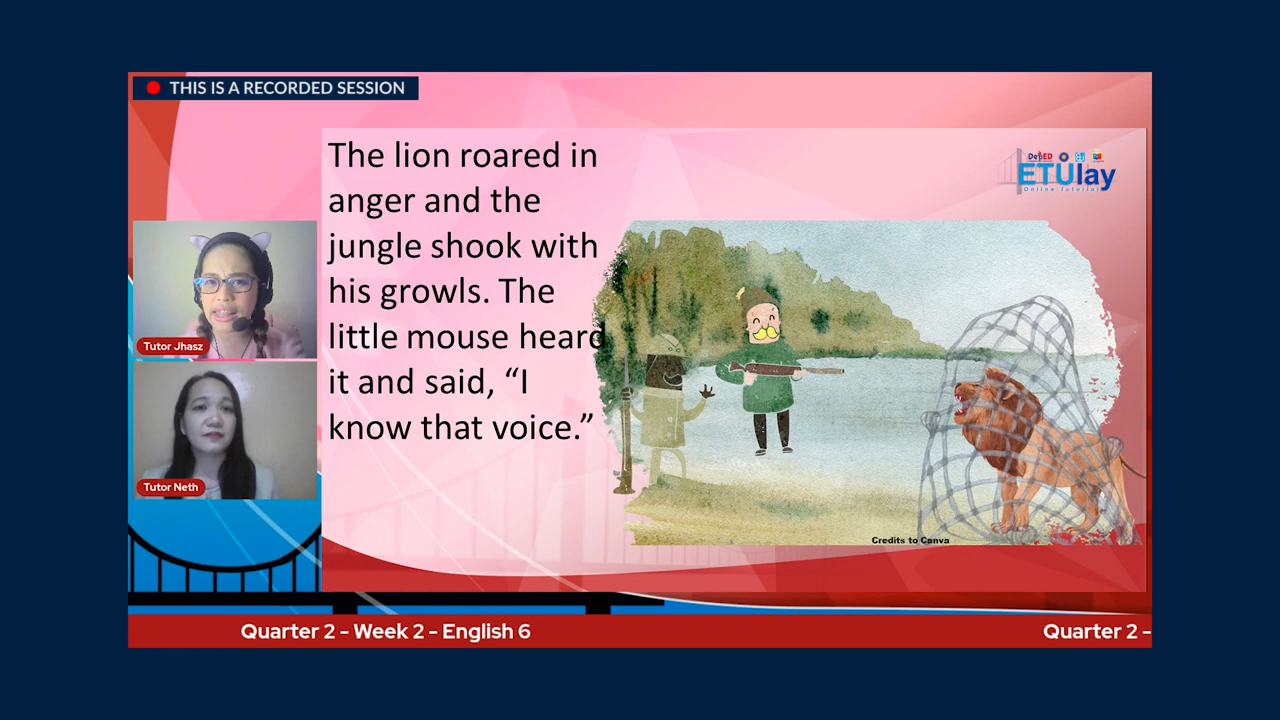 THIS IS A RECORDED SESSION
The lion roared in
anger and the
jungle shook with
his growls. The
little mouse heard
it and said, “I
know that voice.”
DepED
ETUlay
Online Tutorial
Tutor Jhasz
Tutor Neth
Credits to Canva
Quarter 2 - Week 2 - English 6
Quarter 2 -